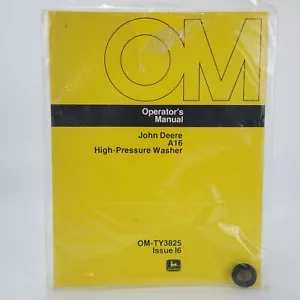 OM
Operator's
Manual
John Deere
A16
High-Pressure Washer
OM-TY3825
Issue I6